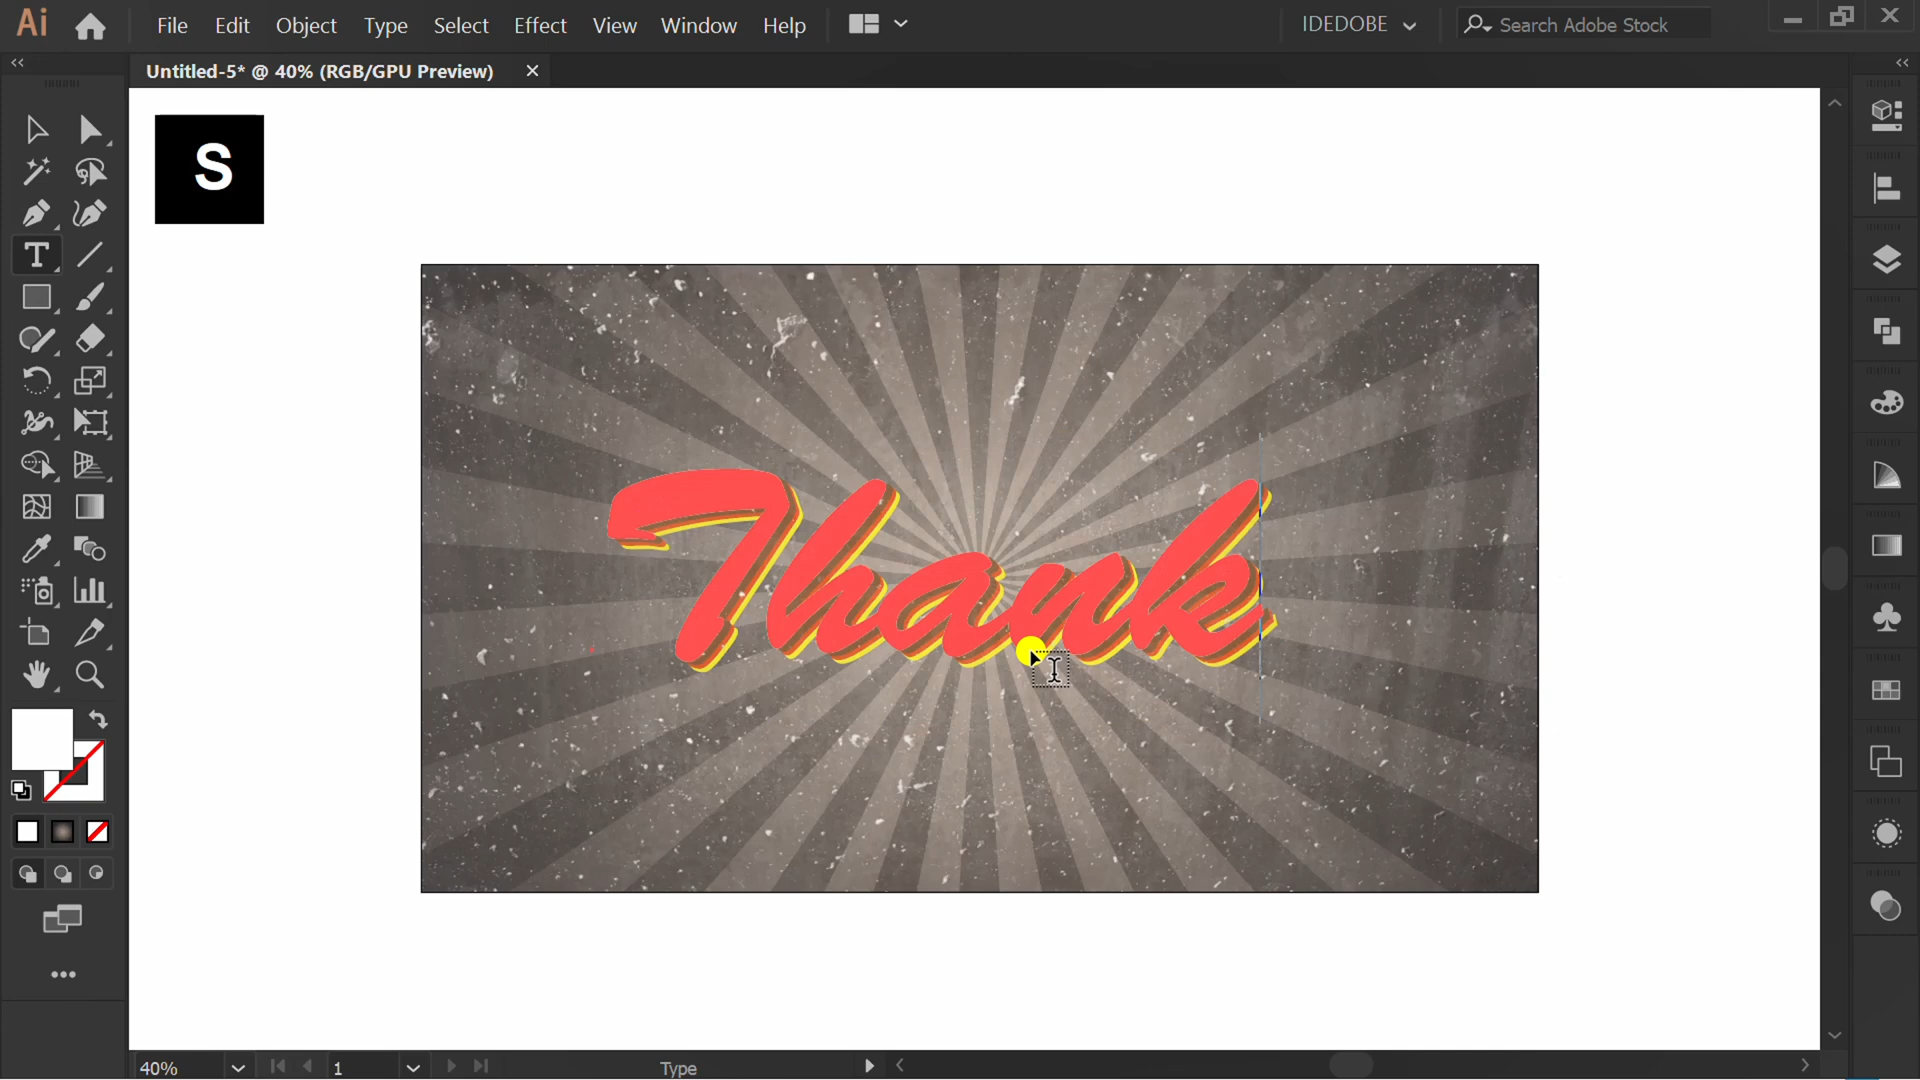 Ai File Edit Object Type Select Effect View Window Help IDEDOBE Search Adobe Stock
Untitled-5* @ 40% (RGB/GPU Preview)
S
T
Thank
40% 1 Type